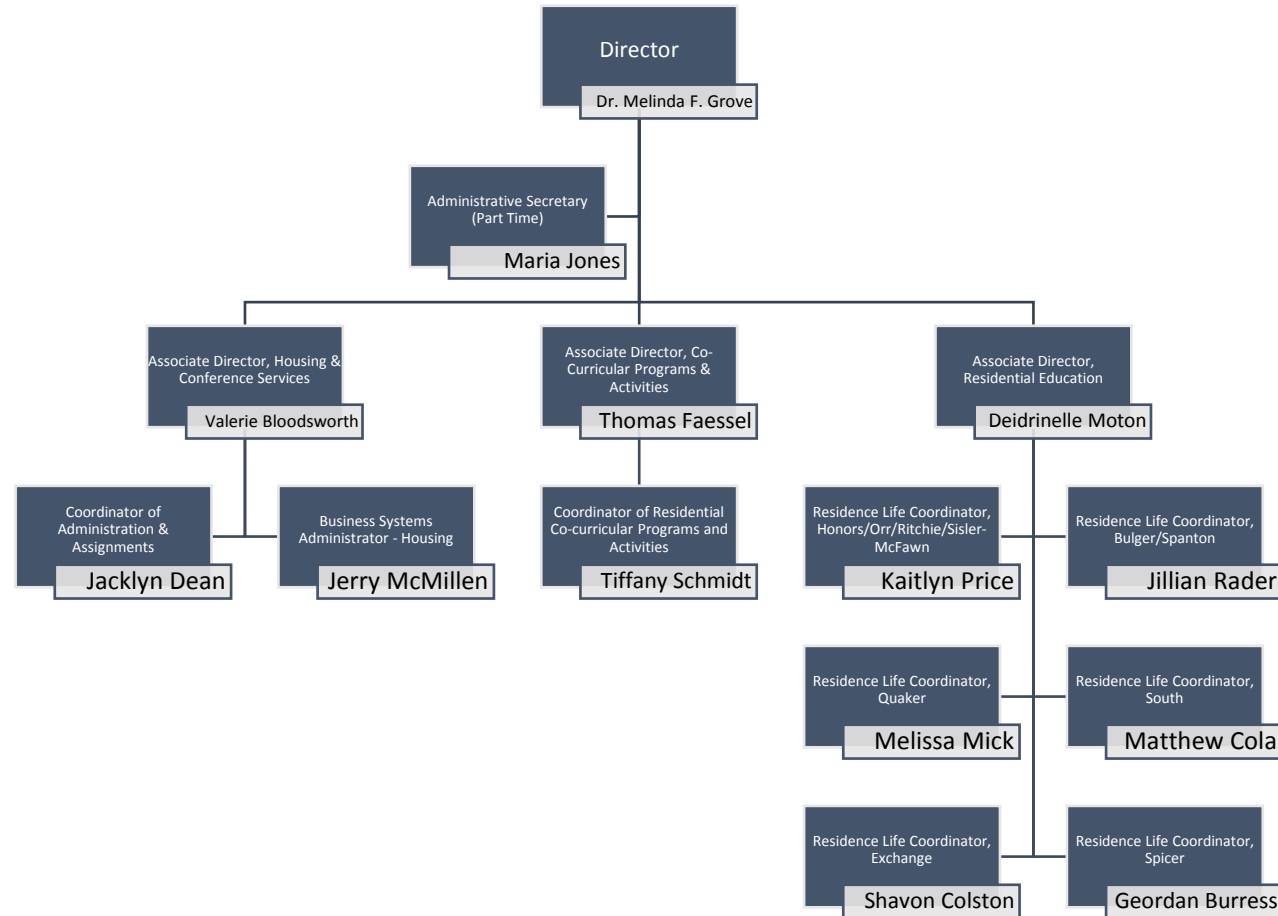 Director
Dr. Melinda F. Grove
Administrative Secretary
(Part Time)
Maria Jones
Associate Director, Housing &
Conference Services
Valerie Bloodsworth
Associate Director, Co-
Curricular Programs &
Activities
Thomas Faessel
Associate Director,
Residential Education
Deidrinelle Moton
Coordinator of
Administration &
Assignments
Jacklyn Dean
Business Systems
Administrator - Housing
Jerry McMillen
Coordinator of Residential
Co-curricular Programs and
Activities
Tiffany Schmidt
Residence Life Coordinator,
Honors/Orr/Ritchie/Sisler-
McFawn
Kaitlyn Price
Residence Life Coordinator,
Bulger/Spanton
Jillian Rader
Residence Life Coordinator,
Quaker
Melissa Mick
Residence Life Coordinator,
South
Matthew Cola
Residence Life Coordinator,
Exchange
Shavon Colston
Residence Life Coordinator,
Spicer
Geordan Burress